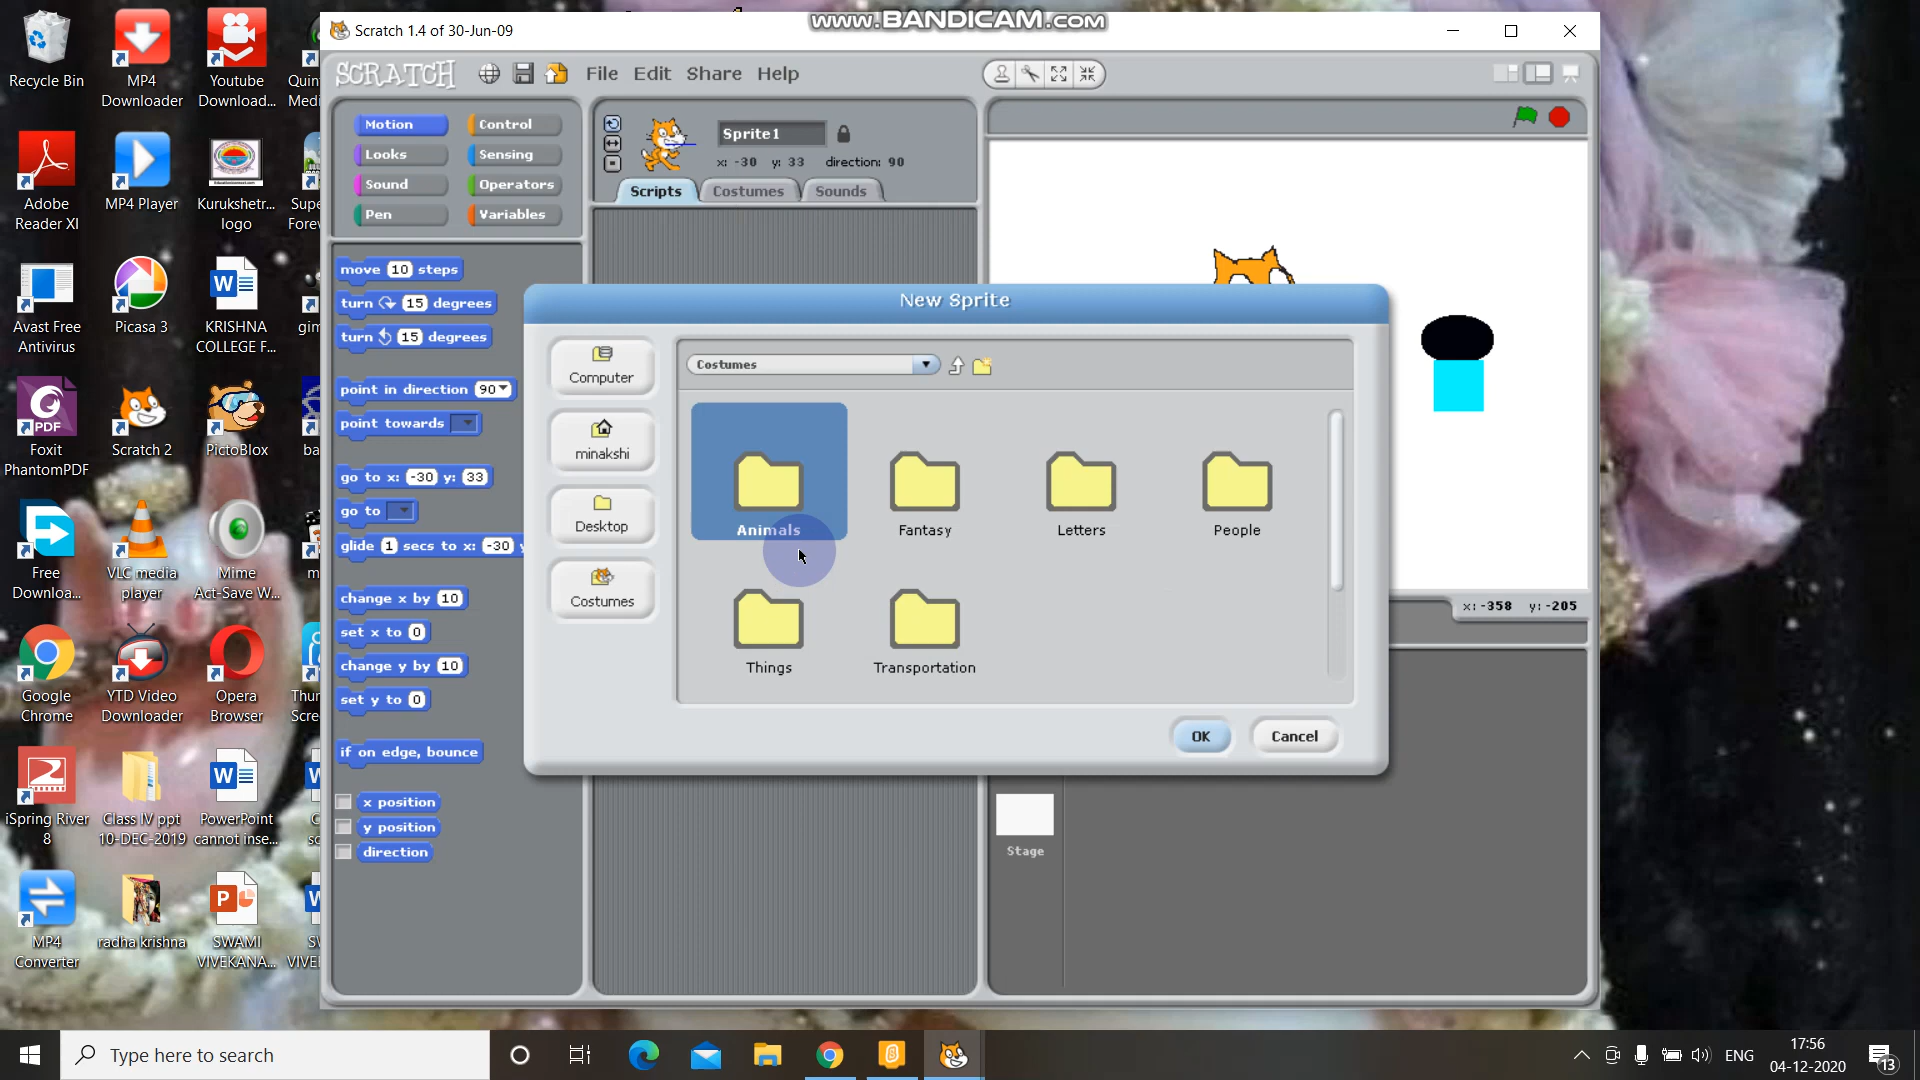 WWW.BANDICAM.COM
Scratch 1.4 of 30-Jun-09
SCRATCH
File Edit Share Help
Motion Control
Looks Sensing
Sound Operators
Pen Variables
Sprite1
x: -30 y: 33 direction: 90
Scripts Costumes Sounds
move 10 steps
turn 15 degrees
turn 15 degrees
point in direction 90
point towards
go to x: -30 y: 33
go to
glide 1 secs to x: -30
change x by 10
set x to 0
change y by 10
set y to 0
if on edge, bounce
x position
y position
direction
New Sprite
Computer
minakshi
Desktop
Costumes
Costumes
Animals Fantasy Letters People
Things Transportation
OK Cancel
x: -358 y: -205
Stage
Recycle Bin
MP4
Downloader
Youtube
Download...
Adobe
Reader XI
MP4 Player
Kurukshetr...
logo
Avast Free
Antivirus
Picasa 3
KRISHNA
COLLEGE F...
Foxit
PhantomPDF
Scratch 2
PictoBlox
Free
Downloa...
VLC media
player
Mime
Act-Save W...
Google
Chrome
YTD Video
Downloader
Opera
Browser
iSpring River
8
Class IV ppt
10-DEC-2019
PowerPoint
cannot inse...
MP4
Converter
radha krishna
SWAMI
VIVEKANA...
Type here to search
ENG
17:56
04-12-2020
13